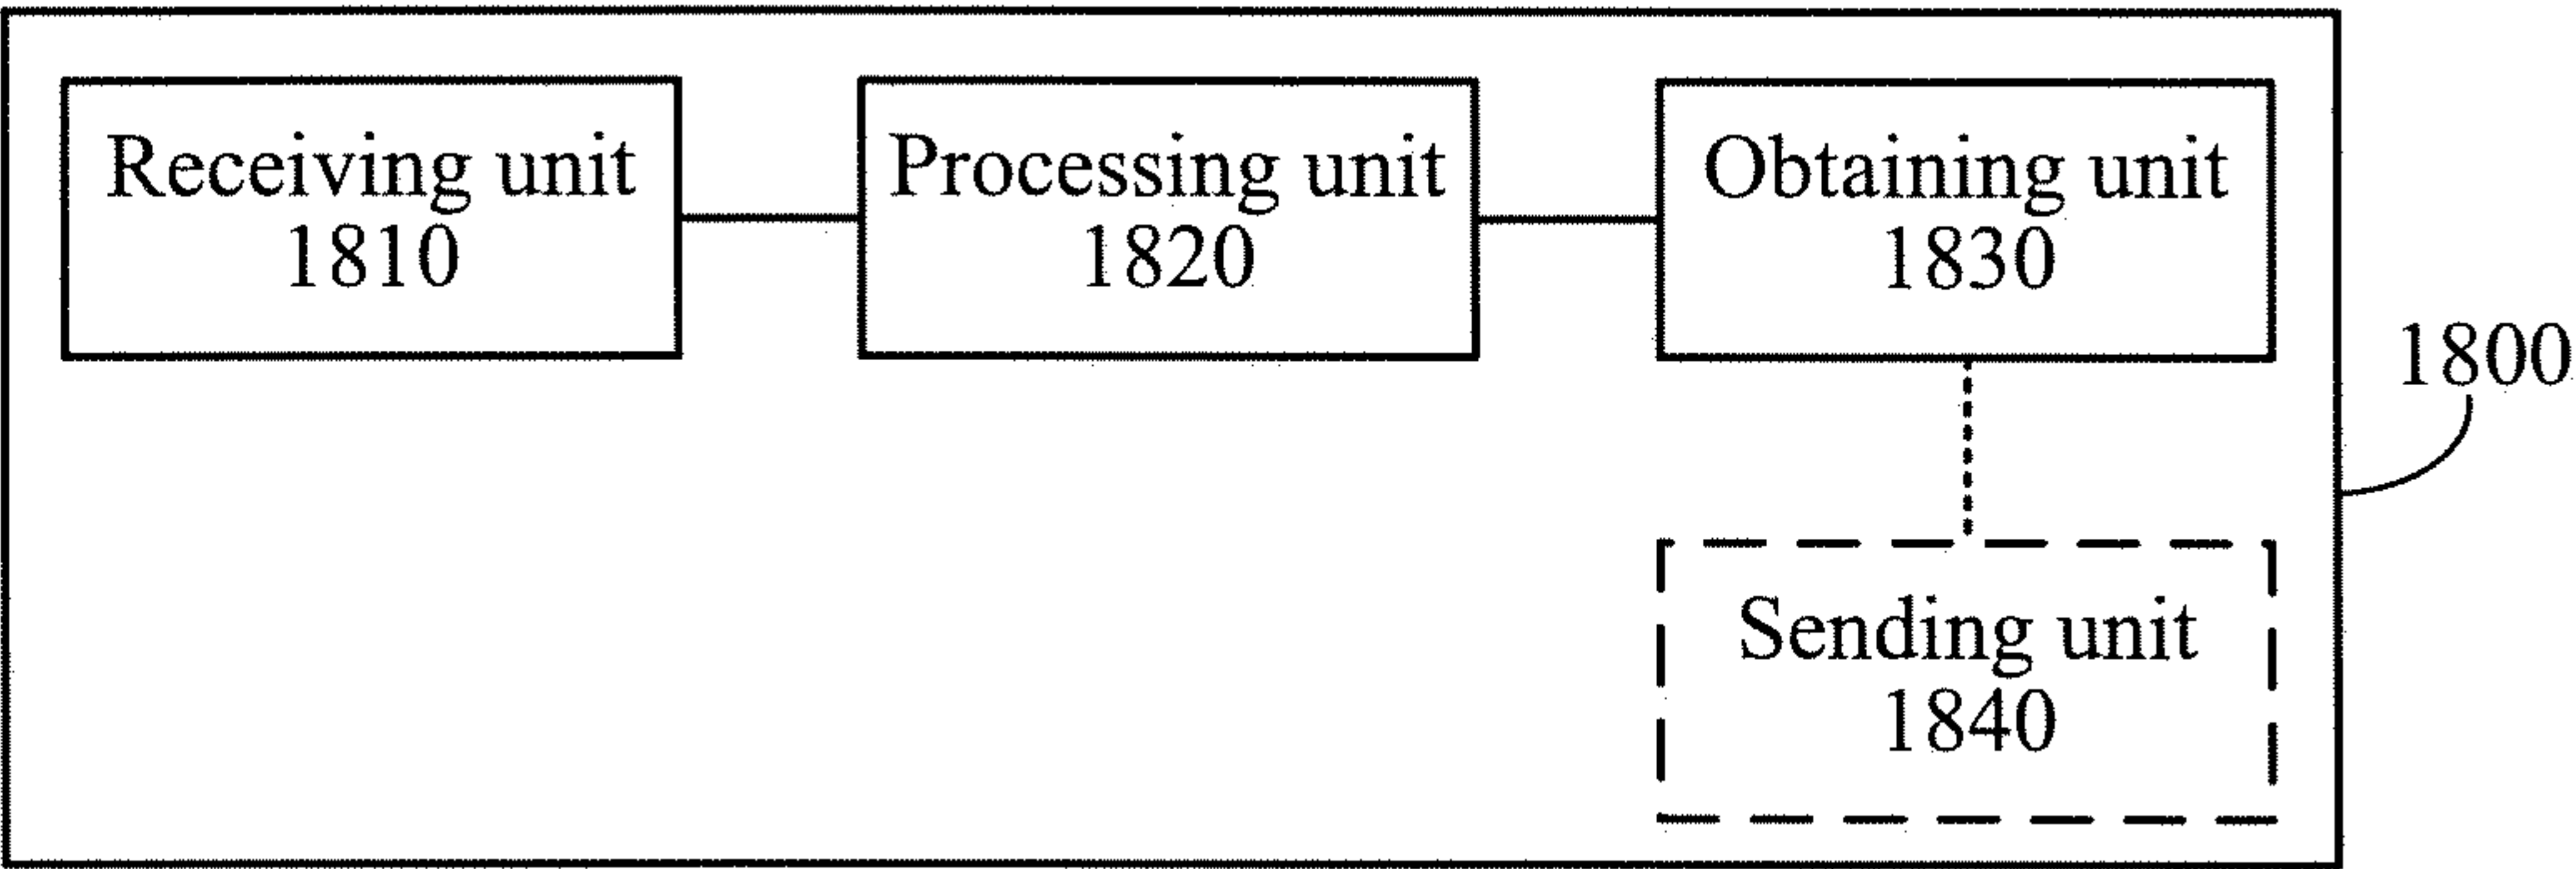 Receiving unit
1810
Processing unit
1820
Obtaining unit
1830
1800
Sending unit
1840